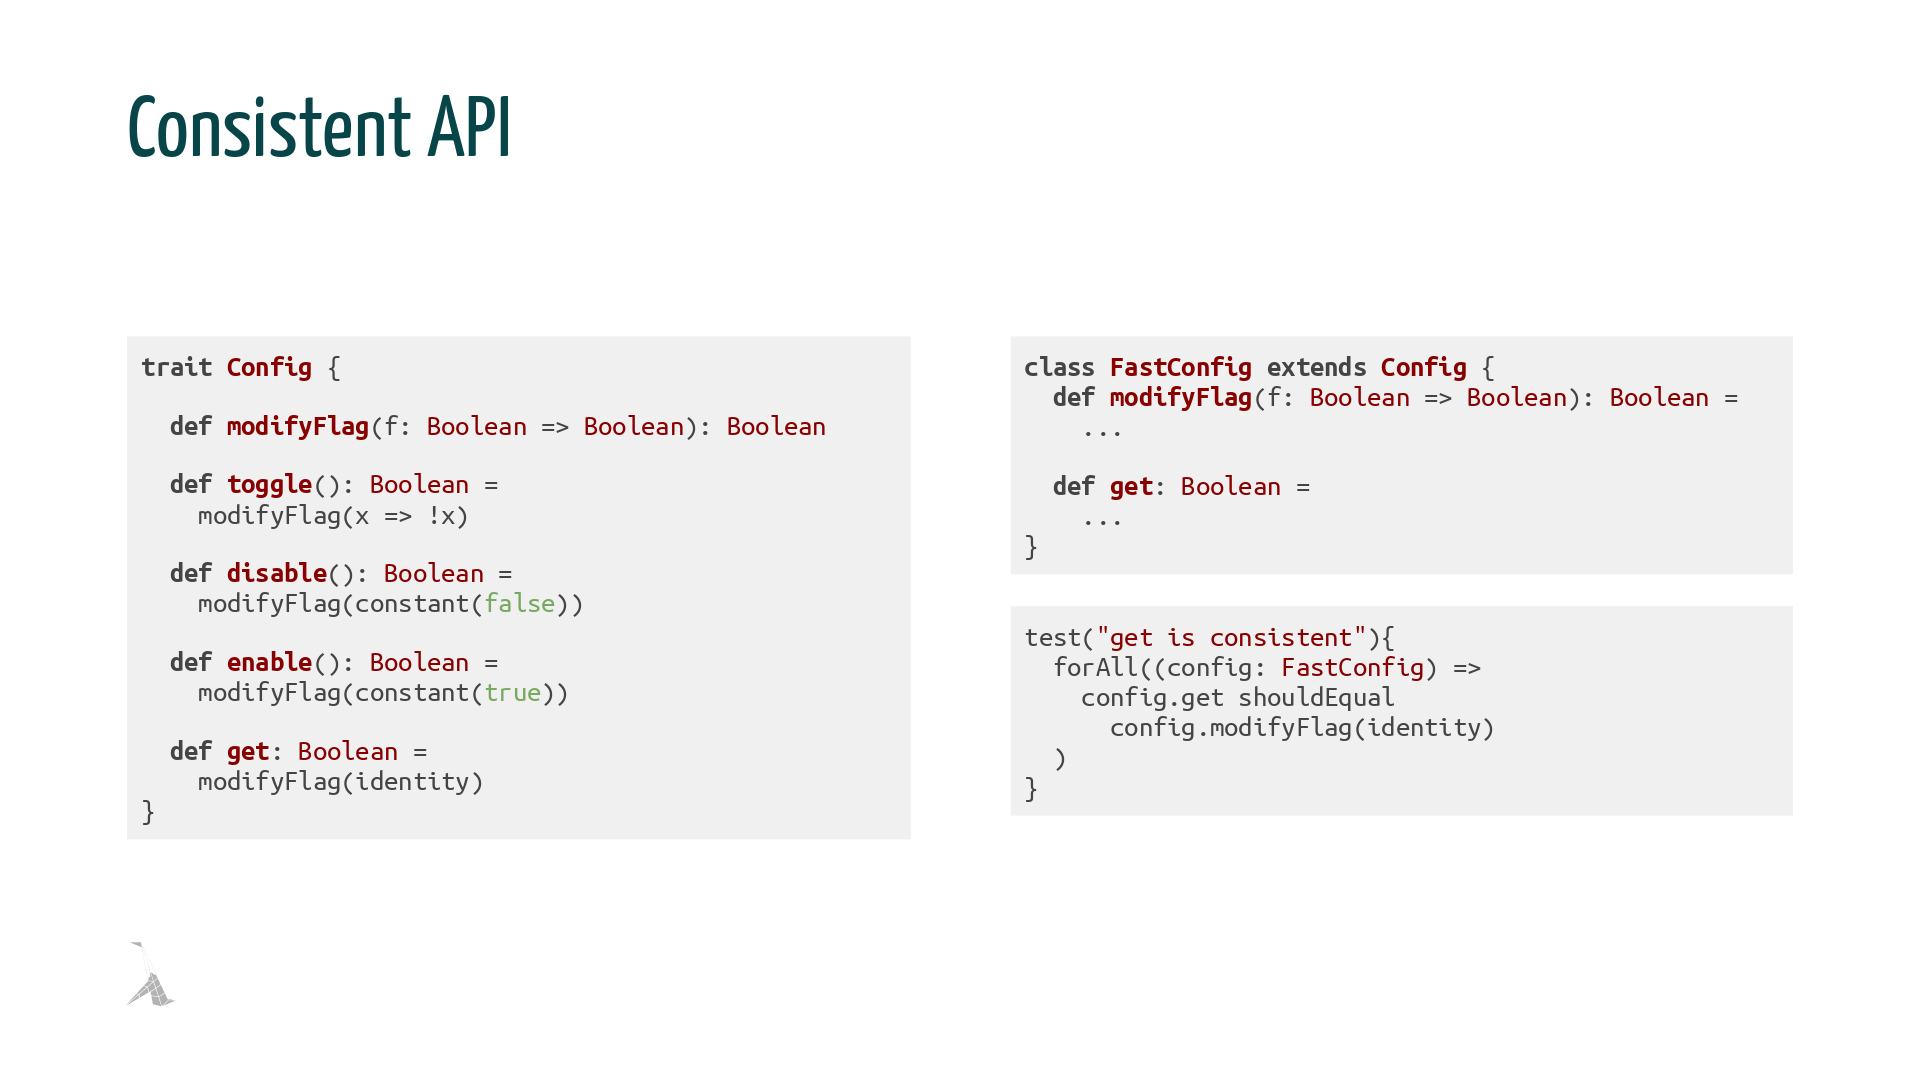 Consistent API
trait Config {
  def modifyFlag(f: Boolean => Boolean): Boolean
  def toggle(): Boolean =
    modifyFlag(x => !x)
  def disable(): Boolean =
    modifyFlag(constant(false))
  def enable(): Boolean =
    modifyFlag(constant(true))
  def get: Boolean =
    modifyFlag(identity)
}
class FastConfig extends Config {
  def modifyFlag(f: Boolean => Boolean): Boolean =
    ...
  def get: Boolean =
    ...
}
test("get is consistent"){
  forAll((config: FastConfig) =>
    config.get shouldEqual
      config.modifyFlag(identity)
  )
}